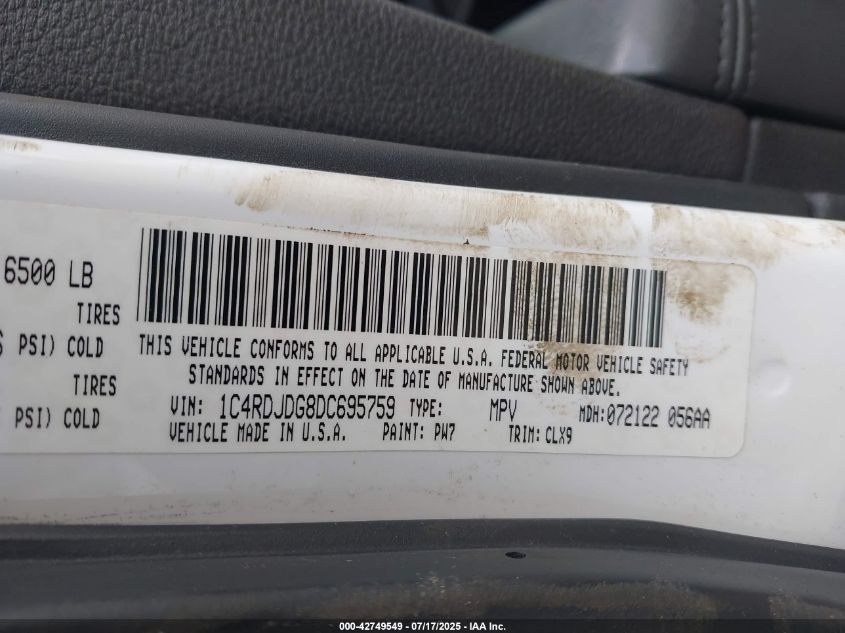 6500 LB
TIRES
PSI) COLD
TIRES
PSI) COLD
THIS VEHICLE CONFORMS TO ALL APPLICABLE U.S.A. FEDERAL MOTOR VEHICLE SAFETY
STANDARDS IN EFFECT ON THE DATE OF MANUFACTURE SHOWN ABOVE.
VIN: 1C4RDJDG8DC695759 TYPE: MPV MDH:072122 056AA
VEHICLE MADE IN U.S.A. PAINT: PW7 TRIM: CLX9
000-42749549 - 07/17/2025 - IAA Inc.